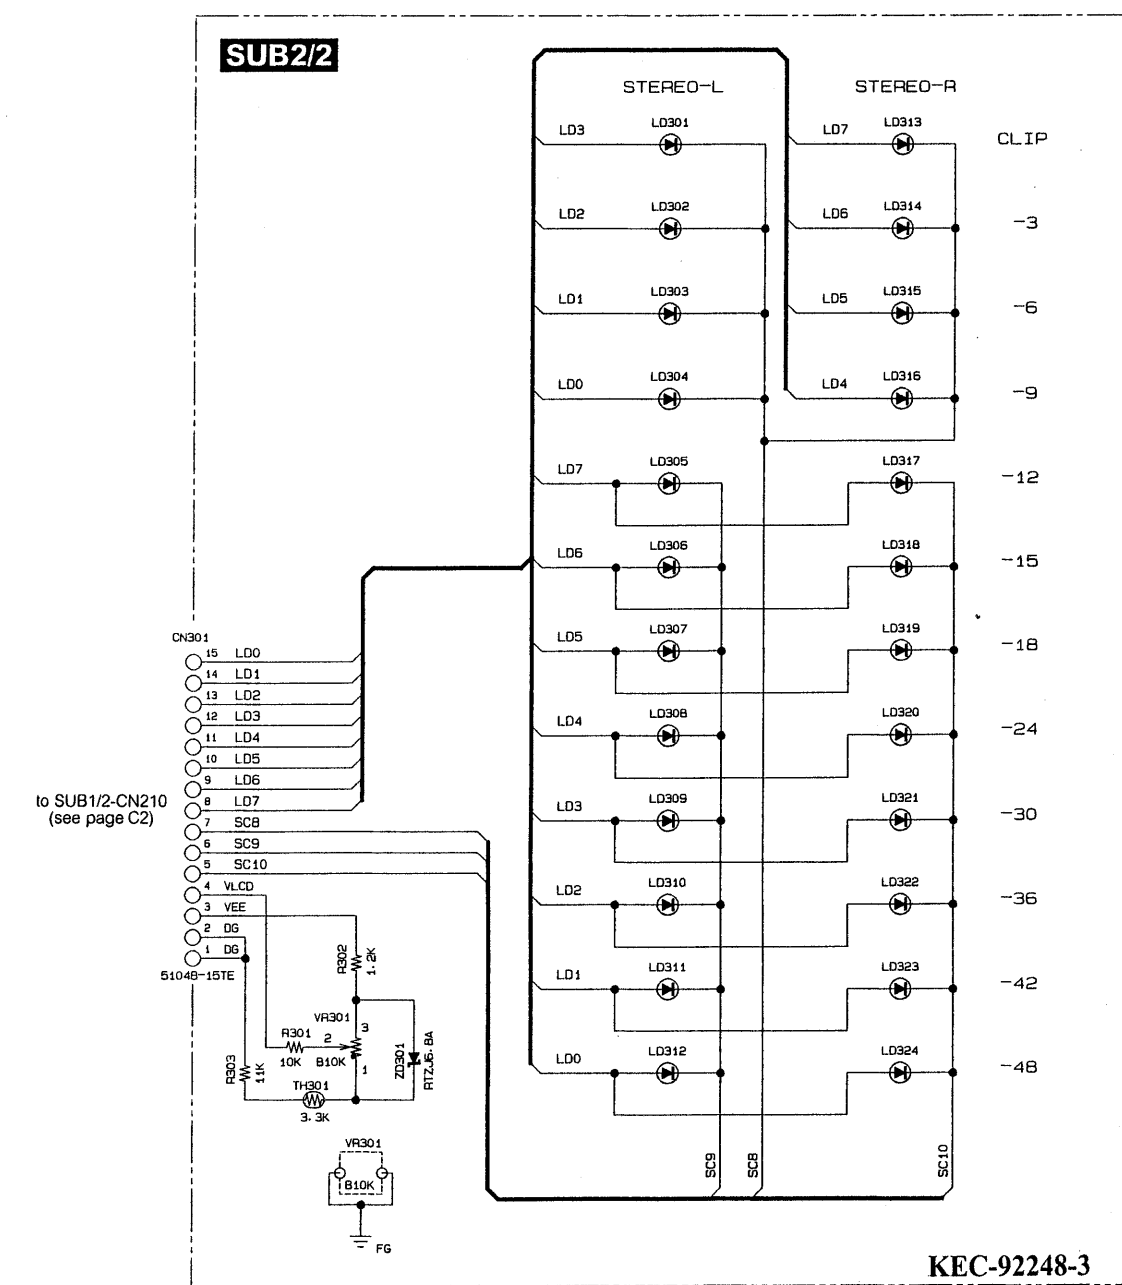 SUB2/2
STEREO-L STEREO-R
LD3 LD301 LD7 LD313 CLIP
LD2 LD302 LD6 LD314 -3
LD1 LD303 LD5 LD315 -6
LD0 LD304 LD4 LD316 -9
LD7 LD305 LD317 -12
LD6 LD306 LD318 -15
LD5 LD307 LD319 -18
LD4 LD308 LD320 -24
LD3 LD309 LD321 -30
LD2 LD310 LD322 -36
LD1 LD311 LD323 -42
LD0 LD312 LD324 -48
SC9 SC8 SC10
CN301
15 LD0
14 LD1
13 LD2
12 LD3
11 LD4
10 LD5
9 LD6
8 LD7
7 SC8
6 SC9
5 SC10
4 VLCD
3 VEE
2 DG
1 DG
51048-15TE
to SUB1/2-CN210
(see page C2)
R302
1.2K
VR301
3
2
1
B10K
R301
10K
ZD301
RTZJ6.8A
R303
11K
TH301
3.3K
VR301
B10K
FG
KEC-92248-3